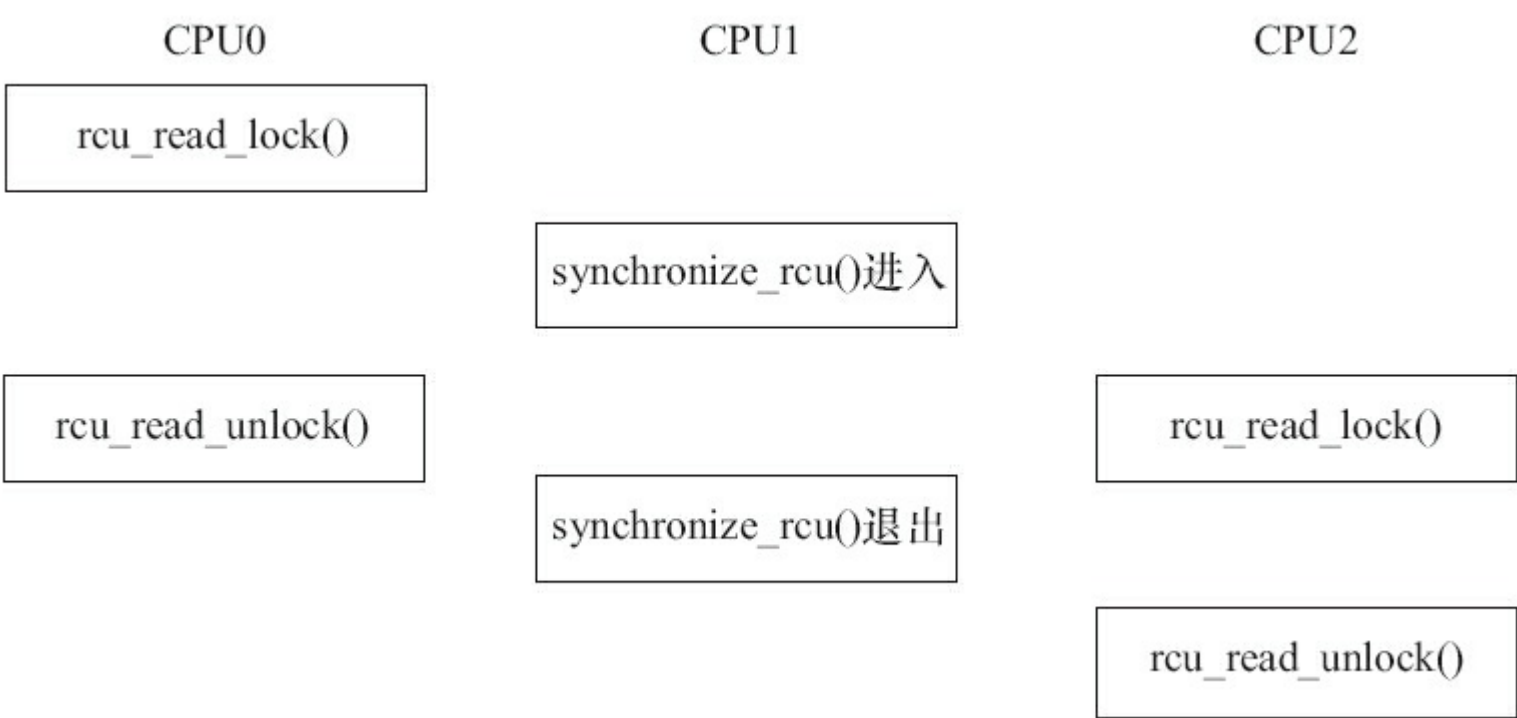 CPU0 CPU1 CPU2
rcu_read_lock()
synchronize_rcu()进入
rcu_read_unlock() rcu_read_lock()
synchronize_rcu()退出
rcu_read_unlock()